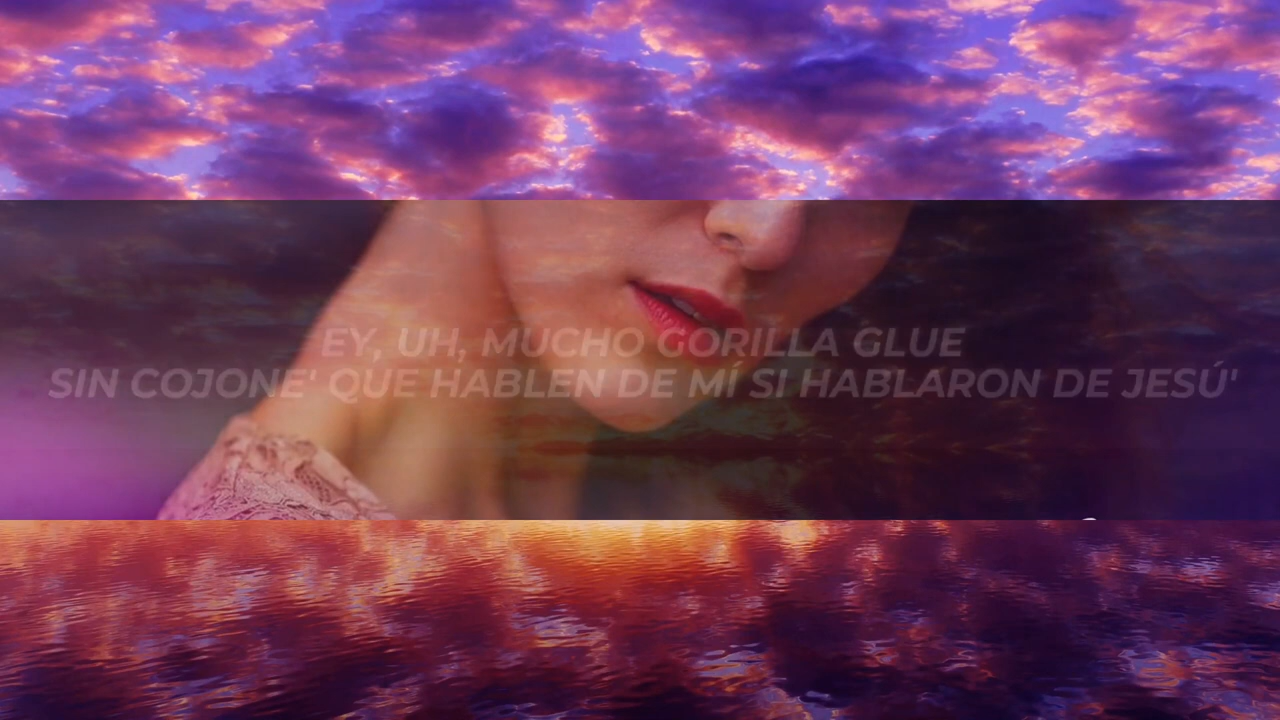 EY, UH, MUCHO GORILLA GLUE
SIN COJONE' QUE HABLEN DE MÍ SI HABLARON DE JESÚ'